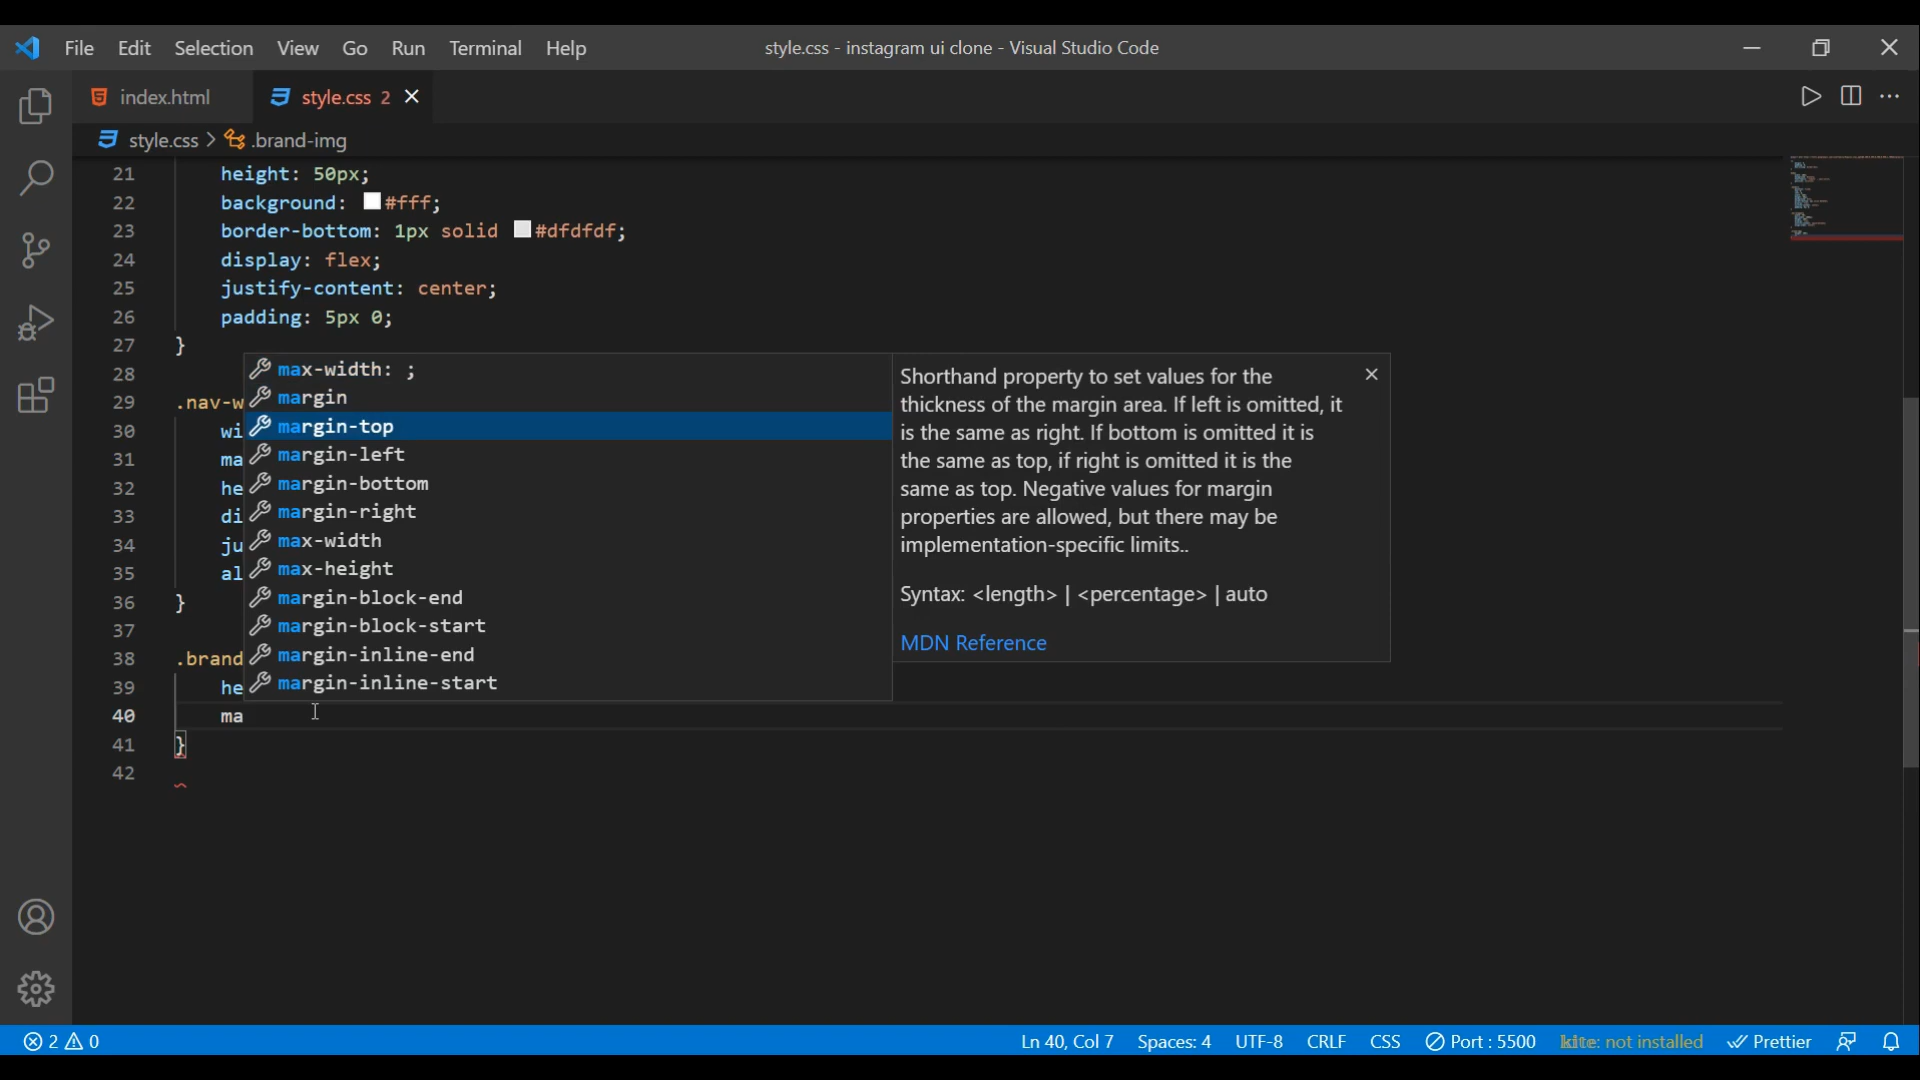 File Edit Selection View Go Run Terminal Help style.css - instagram ui clone - Visual Studio Code
index.html style.css 2
style.css > .brand-img
21 height: 50px;
22 background: #fff;
23 border-bottom: 1px solid #dfdfdf;
24 display: flex;
25 justify-content: center;
26 padding: 5px 0;
27 }
28
29 .nav-w
30 wi
31 ma
32 he
33 di
34 ju
35 al
36 }
37
38 .brand
39 he
40 ma
41 }
42
max-width: ;
margin
margin-top
margin-left
margin-bottom
margin-right
max-width
max-height
margin-block-end
margin-block-start
margin-inline-end
margin-inline-start
Shorthand property to set values for the
thickness of the margin area. If left is omitted, it
is the same as right. If bottom is omitted it is
the same as top, if right is omitted it is the
same as top. Negative values for margin
properties are allowed, but there may be
implementation-specific limits..
Syntax: <length> | <percentage> | auto
MDN Reference
2 0 Ln 40, Col 7 Spaces: 4 UTF-8 CRLF CSS Port : 5500 kite: not installed Prettier